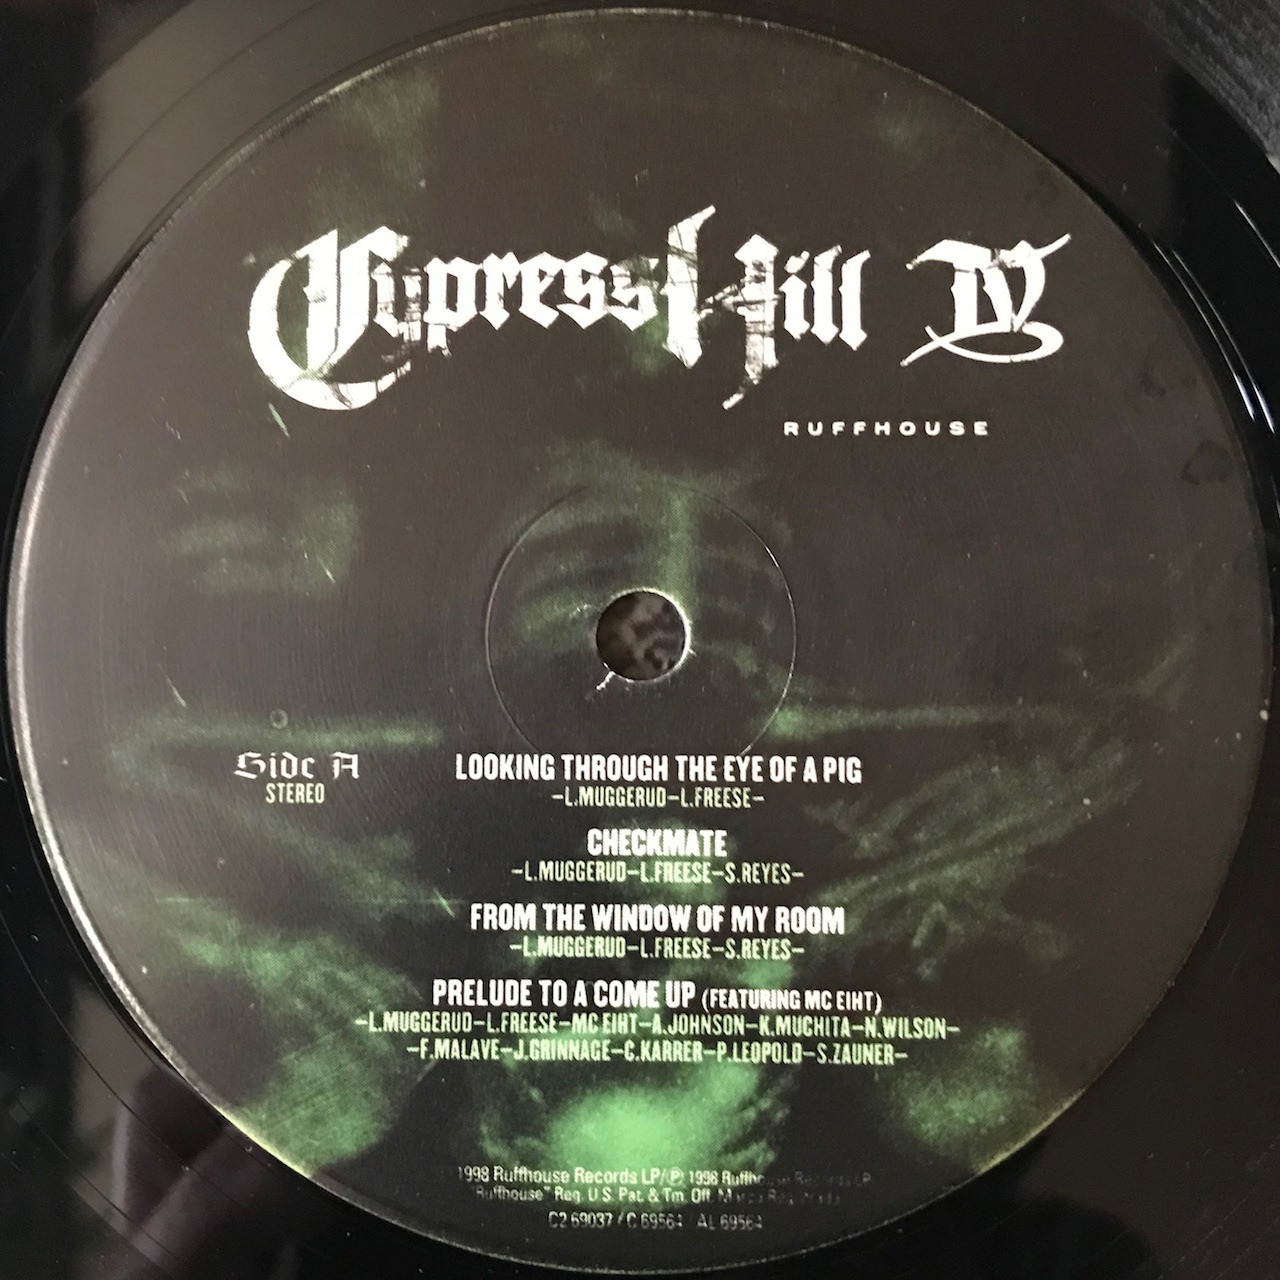 Cypress Hill IV
RUFFHOUSE
Side A
STEREO
LOOKING THROUGH THE EYE OF A PIG
–L.MUGGERUD–L.FREESE–
CHECKMATE
–L.MUGGERUD–L.FREESE–S.REYES–
FROM THE WINDOW OF MY ROOM
–L.MUGGERUD–L.FREESE–S.REYES–
PRELUDE TO A COME UP (FEATURING MC EIHT)
–L.MUGGERUD–L.FREESE–MC EIHT–A.JOHNSON–K.MUCHITA–N.WILSON–
–F.MALAVE–J.GRINNAGE–C.KARRER–P.LEOPOLD–S.ZAUNER–
1998 Ruffhouse Records LP/℗ 1998 Ruffhouse Records LP
"Ruffhouse" Reg. U.S. Pat. & Tm. Off. Marca Registrada
C2 69037 / C 69564 AL 69564